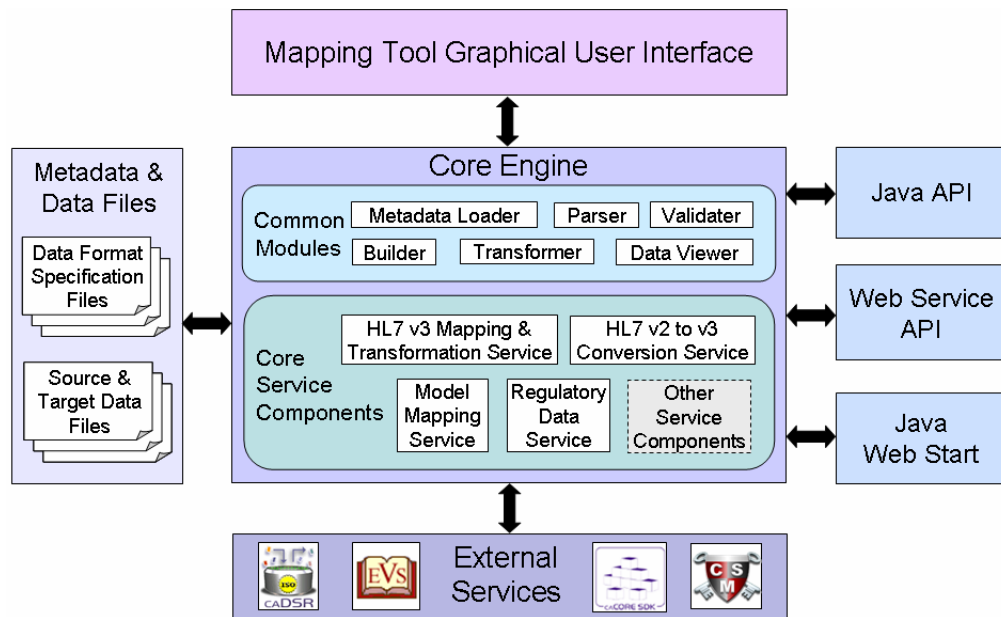 Mapping Tool Graphical User Interface
Metadata &
Data Files
Data Format
Specification
Files
Source &
Target Data
Files
Core Engine
Common
Modules
Metadata Loader
Parser
Validater
Builder
Transformer
Data Viewer
Core
Service
Components
HL7 v3 Mapping &
Transformation Service
HL7 v2 to v3
Conversion Service
Model
Mapping
Service
Regulatory
Data
Service
Other
Service
Components
Java API
Web Service
API
Java
Web Start
External
Services
ISO
caDSR
EVS
caCORE SDK
C S M